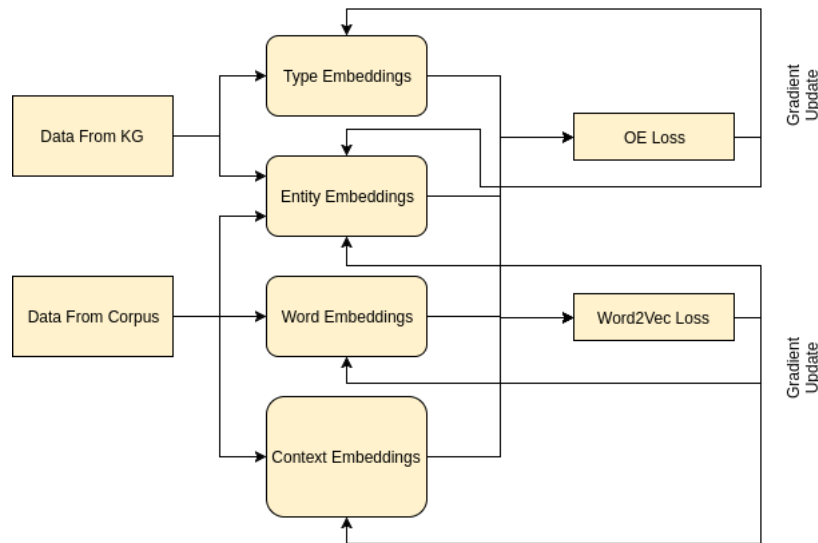 Type Embeddings
Data From KG
OE Loss
Gradient
Update
Entity Embeddings
Data From Corpus
Word Embeddings
Word2Vec Loss
Gradient
Update
Context Embeddings